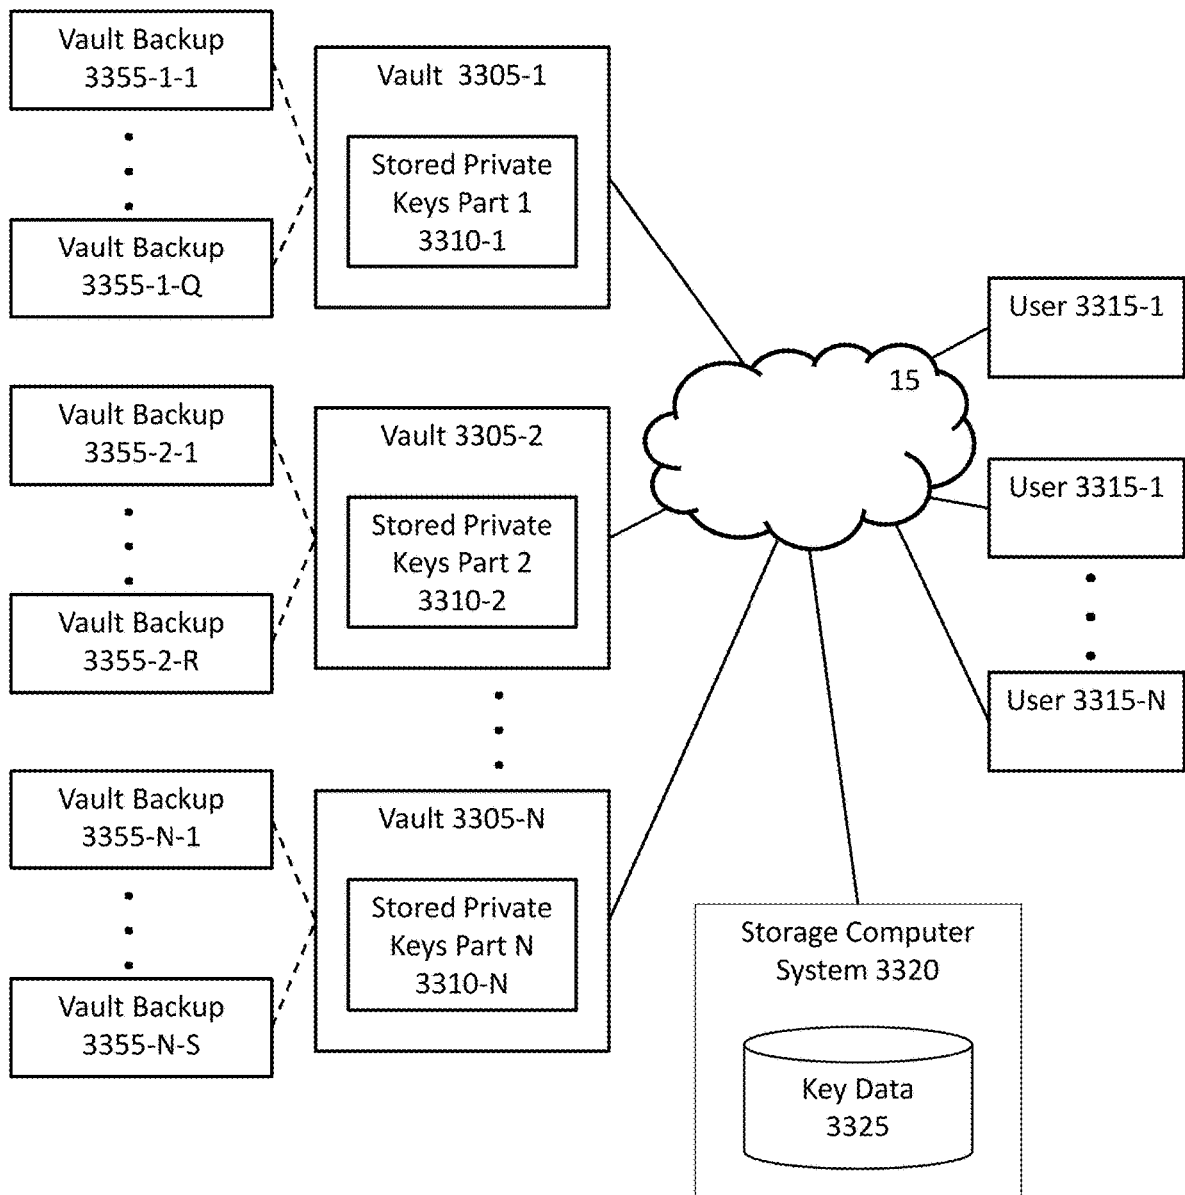 Vault Backup
3355-1-1
Vault Backup
3355-1-Q
Vault 3305-1
Stored Private
Keys Part 1
3310-1
Vault Backup
3355-2-1
Vault Backup
3355-2-R
Vault 3305-2
Stored Private
Keys Part 2
3310-2
Vault Backup
3355-N-1
Vault Backup
3355-N-S
Vault 3305-N
Stored Private
Keys Part N
3310-N
15
User 3315-1
User 3315-1
User 3315-N
Storage Computer
System 3320
Key Data
3325